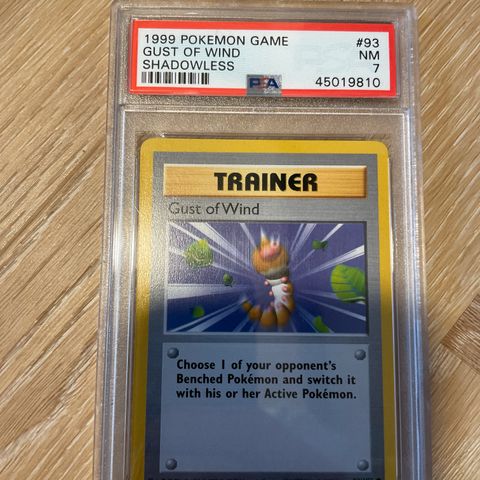 1999 POKEMON GAME #93
GUST OF WIND NM
SHADOWLESS 7
PSA 45019810
TRAINER
Gust of Wind
Choose 1 of your opponent's
Benched Pokémon and switch it
with his or her Active Pokémon.